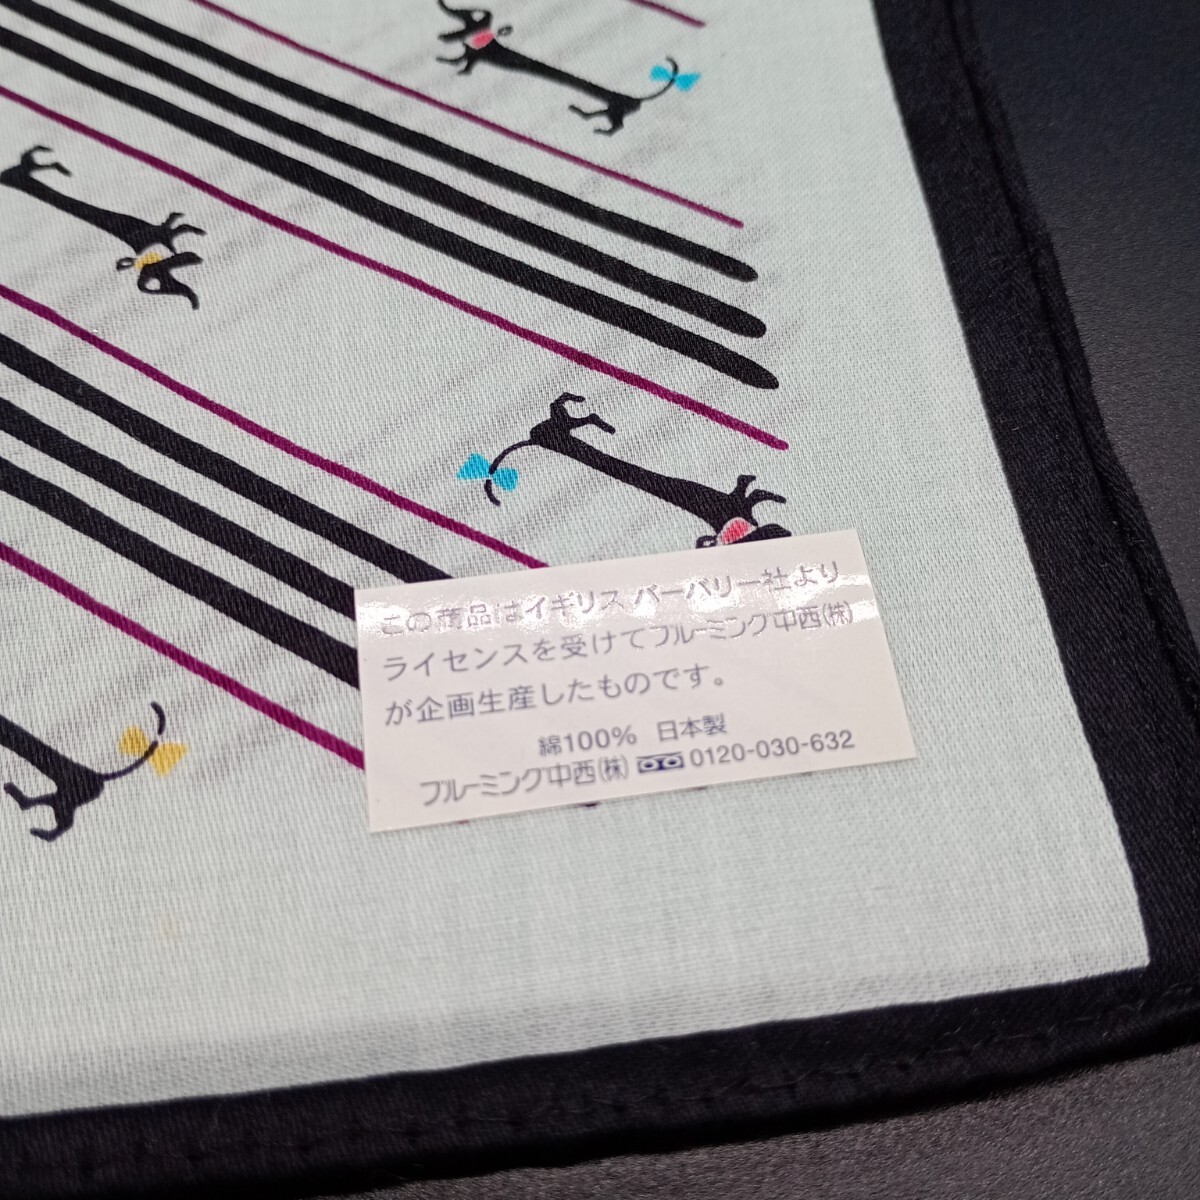 この商品はイギリス バーバリー社より
ライセンスを受けてブルーミング中西(株)
が企画生産したものです。
綿100% 日本製
ブルーミング中西(株) 0120-030-632